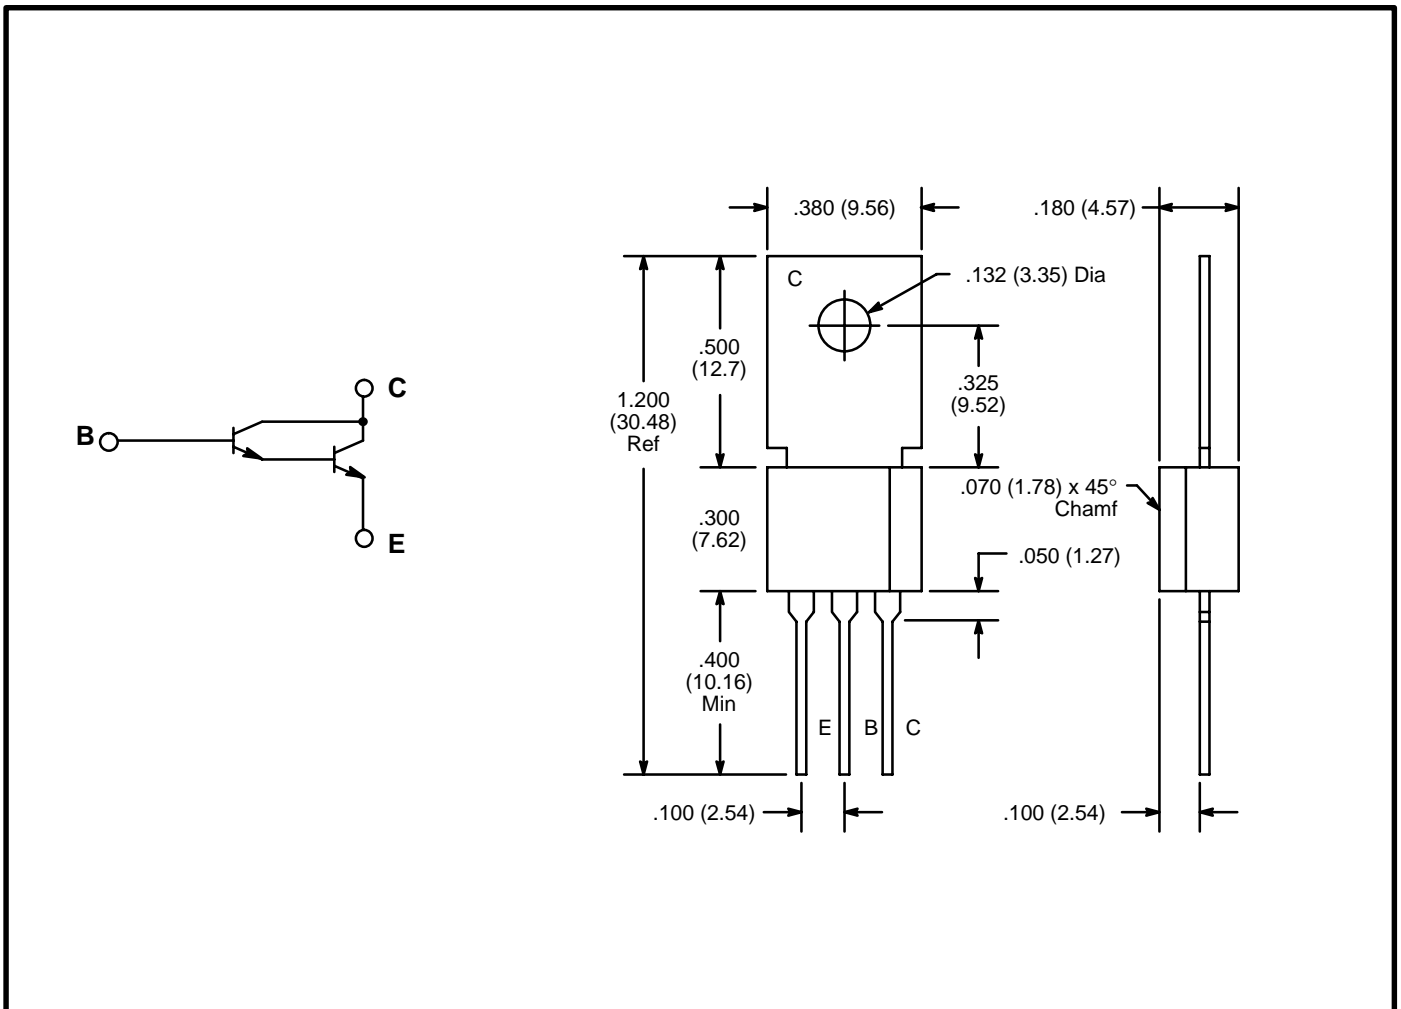 .380 (9.56)
.180 (4.57)
C
.132 (3.35) Dia
.500
(12.7)
.325
(9.52)
1.200
(30.48)
Ref
C
B
E
.070 (1.78) x 45°
Chamf
.300
(7.62)
.050 (1.27)
.400
(10.16)
Min
E
B
C
.100 (2.54)
.100 (2.54)